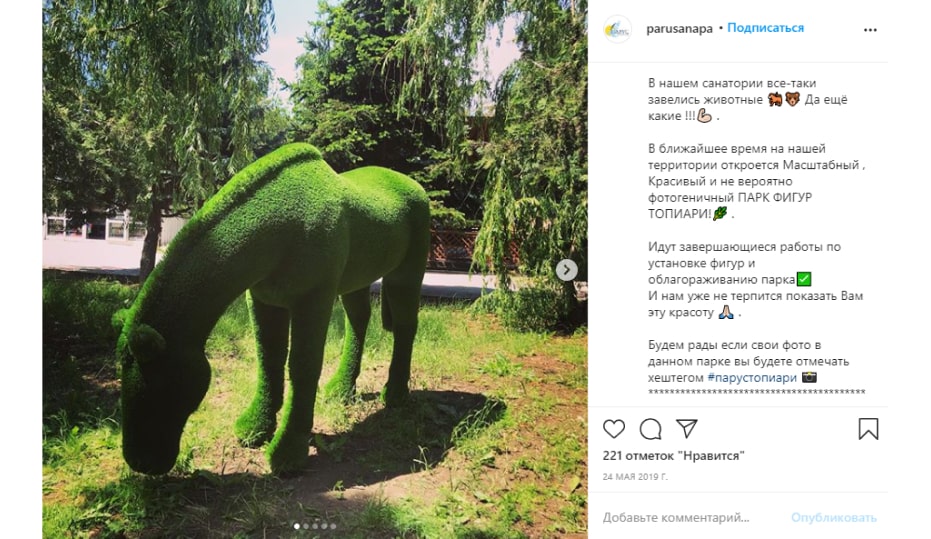 parusanapa • Подписаться
В нашем санатории все-таки
завелись животные 🐅🐻 Да ещё
какие !!!💪🏻 .
В ближайшее время на нашей
территории откроется Масштабный ,
Красивый и не вероятно
фотогеничный ПАРК ФИГУР
ТОПИАРИ!🌿 .
Идут завершающиеся работы по
установке фигур и
облагораживанию парка✅
И нам уже не терпится показать Вам
эту красоту 🙏🏻 .
Будем рады если свои фото в
данном парке вы будете отмечать
хештегом #парустопиари 📸
*****************************************
221 отметок "Нравится"
24 МАЯ 2019 Г.
Добавьте комментарий... Опубликовать